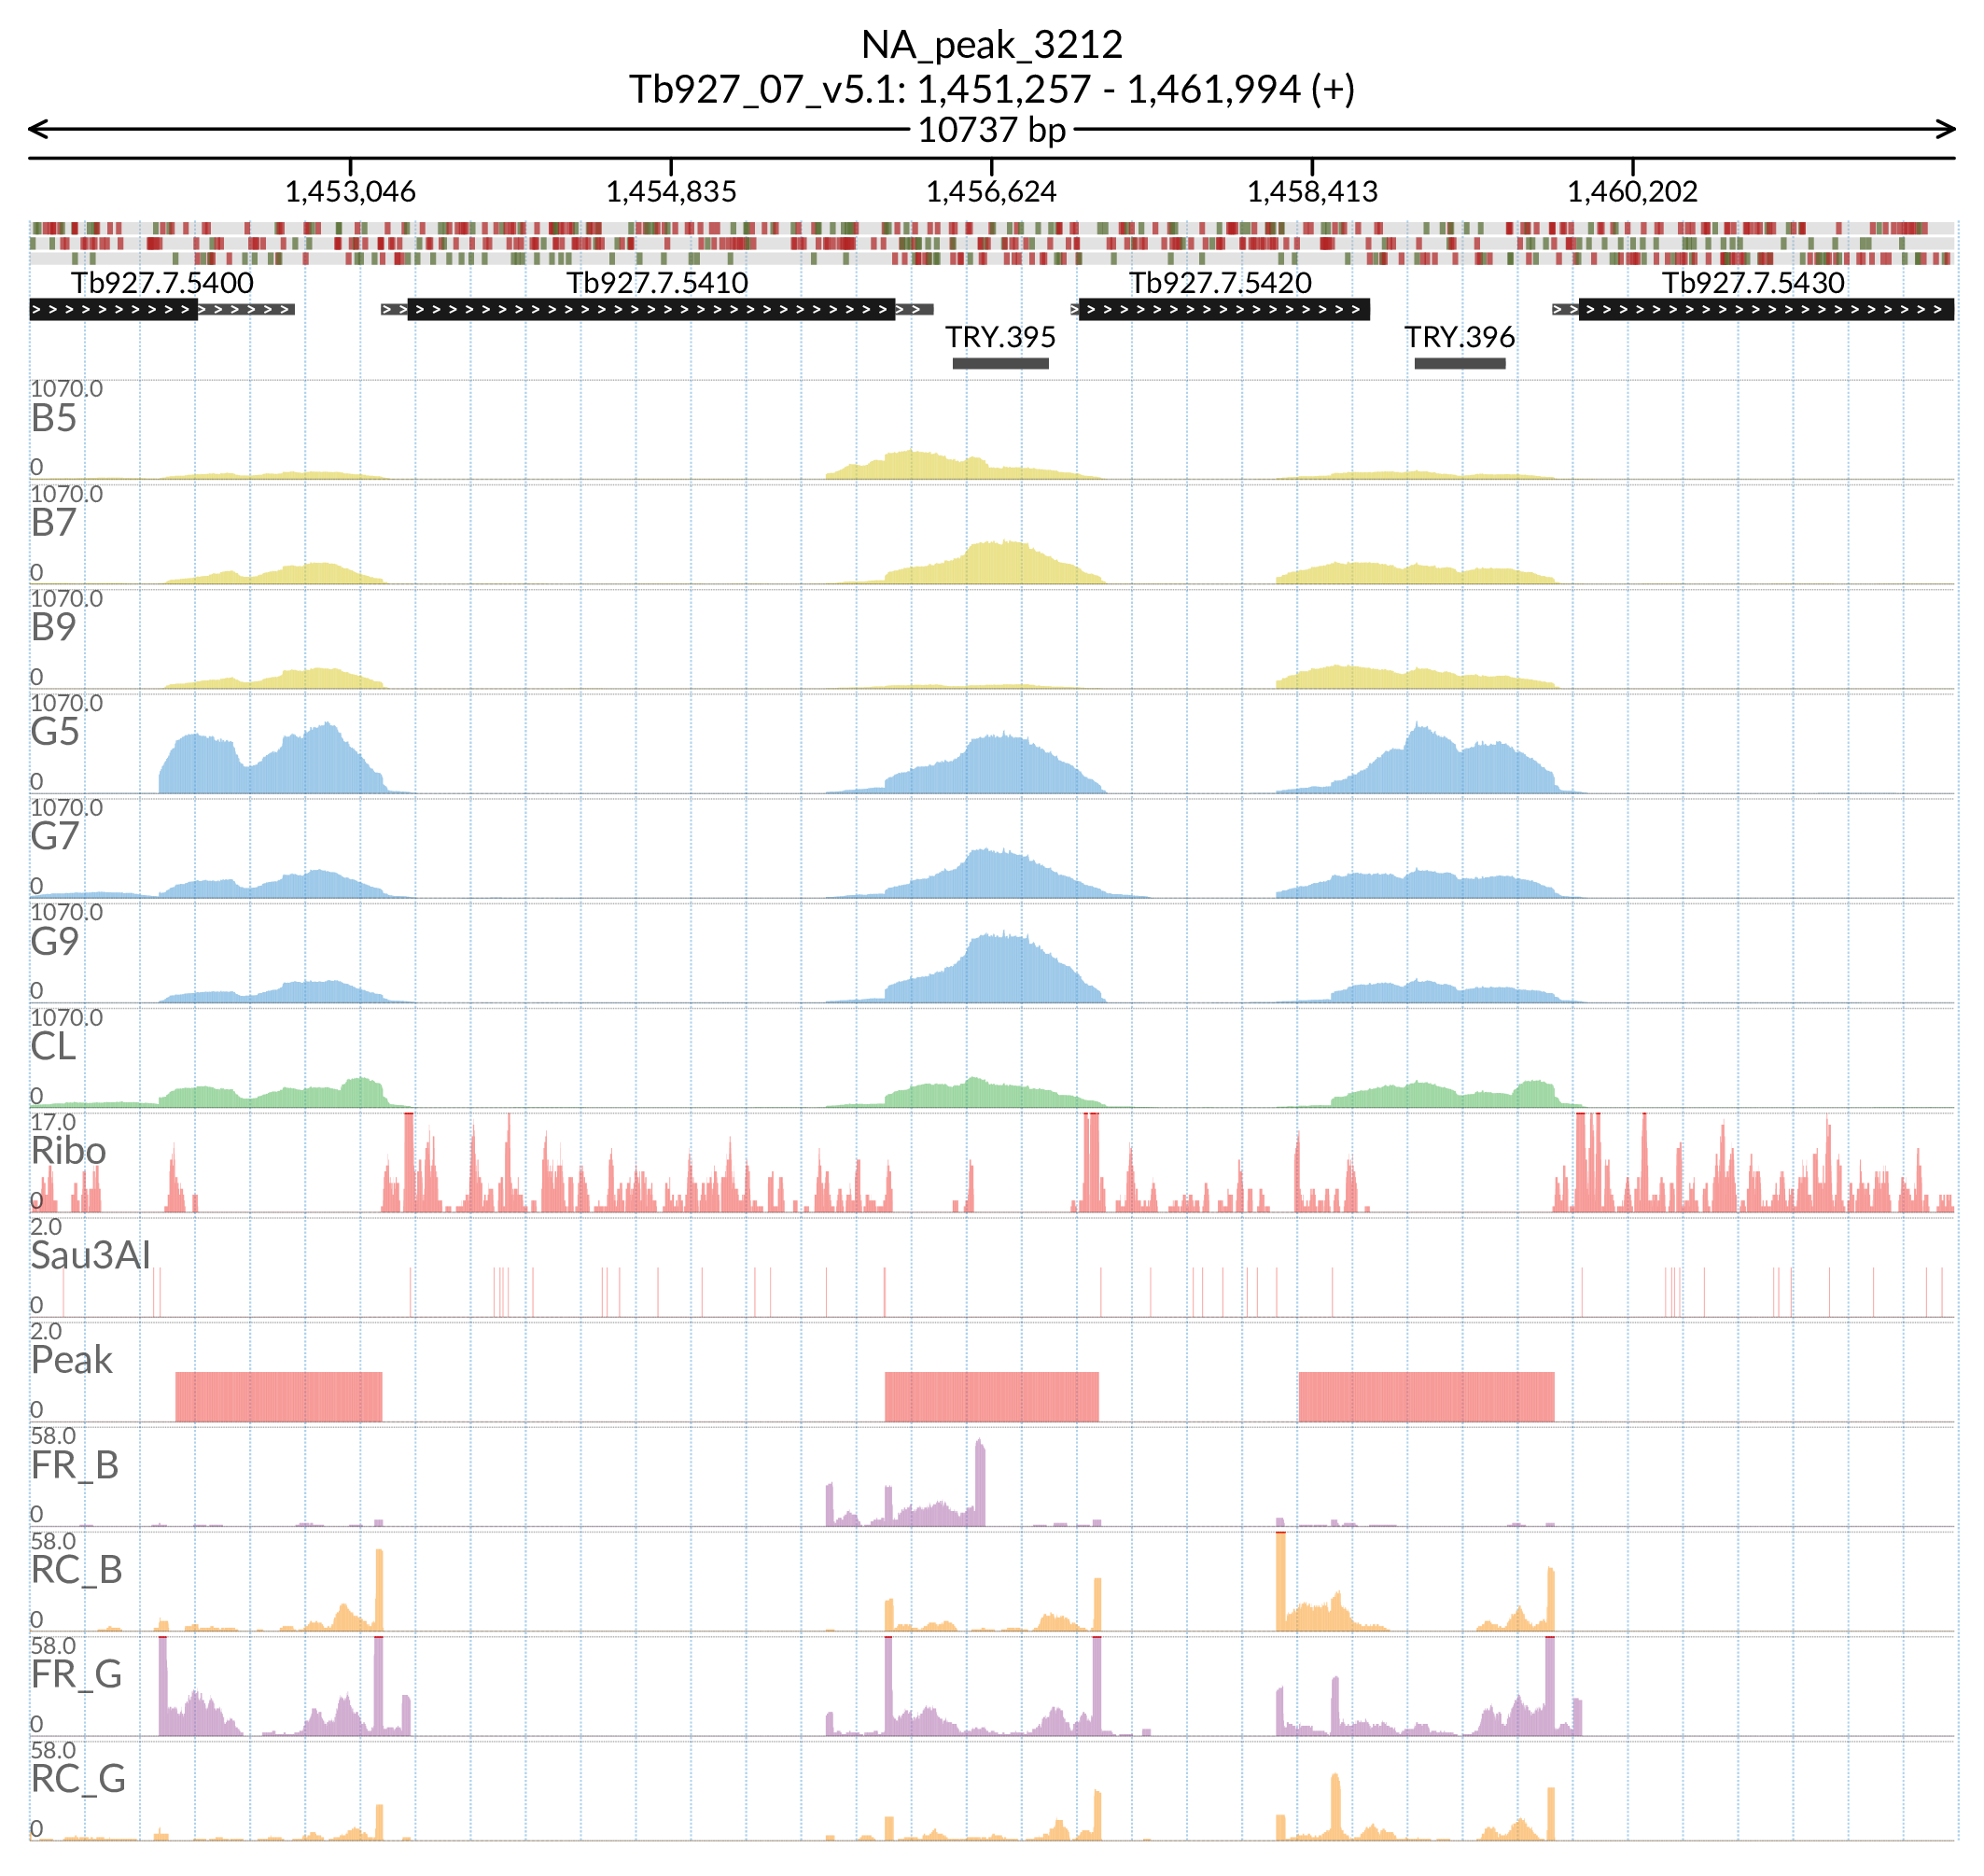 NA_peak_3212
Tb927_07_v5.1: 1,451,257 - 1,461,994 (+)
10737 bp
1,453,046 1,454,835 1,456,624 1,458,413 1,460,202
Tb927.7.5400 Tb927.7.5410 Tb927.7.5420 Tb927.7.5430
TRY.395 TRY.396
1070.0
B5
0
1070.0
B7
0
1070.0
B9
0
1070.0
G5
0
1070.0
G7
0
1070.0
G9
0
1070.0
CL
0
17.0
Ribo
0
2.0
Sau3AI
0
2.0
Peak
0
58.0
FR_B
0
58.0
RC_B
0
58.0
FR_G
0
58.0
RC_G
0